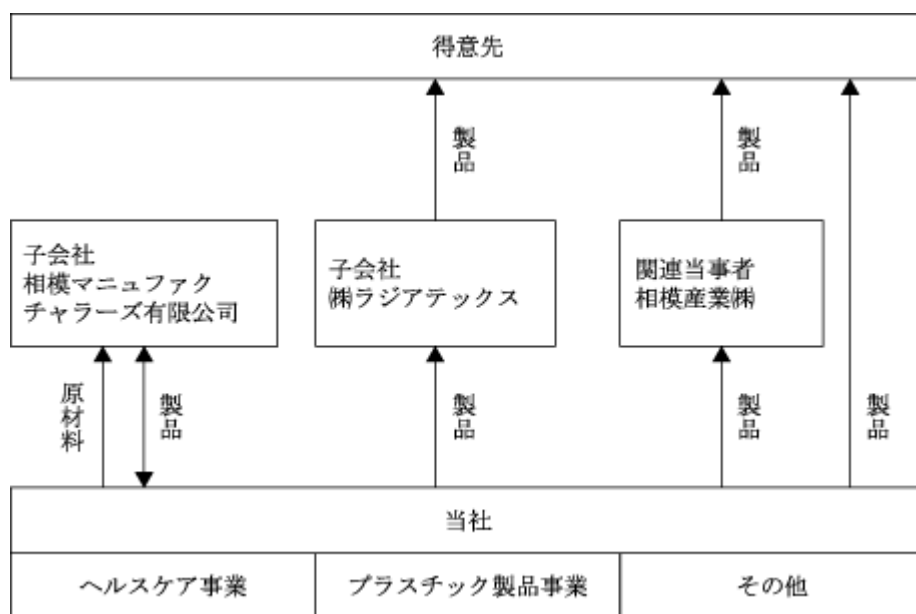 得意先
製品
製品
子会社
相模マニュファク
チャラーズ有限公司
子会社
㈱ラジアテックス
関連当事者
相模産業㈱
原材料
製品
製品
製品
製品
当社
ヘルスケア事業
プラスチック製品事業
その他